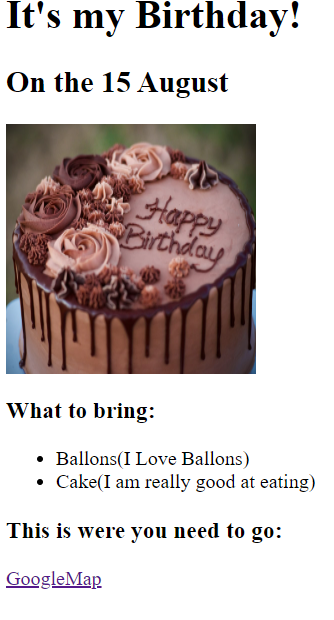 It's my Birthday!
On the 15 August
Happy
Birthday
What to bring:
Ballons(I Love Ballons)
Cake(I am really good at eating)
This is were you need to go:
GoogleMap